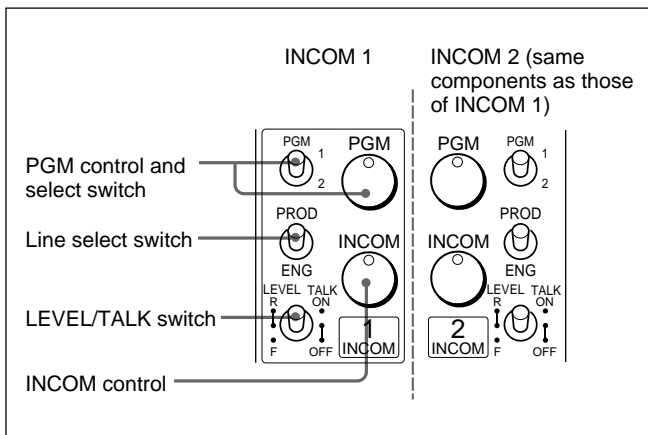 INCOM 1
INCOM 2 (same
components as those
of INCOM 1)
PGM control and
select switch
Line select switch
LEVEL/TALK switch
INCOM control
PGM
1
2
PGM
PROD
ENG
INCOM
LEVEL TALK
R ON
F OFF
1
INCOM
PGM
PGM
1
2
PROD
ENG
INCOM
LEVEL TALK
R ON
F OFF
2
INCOM